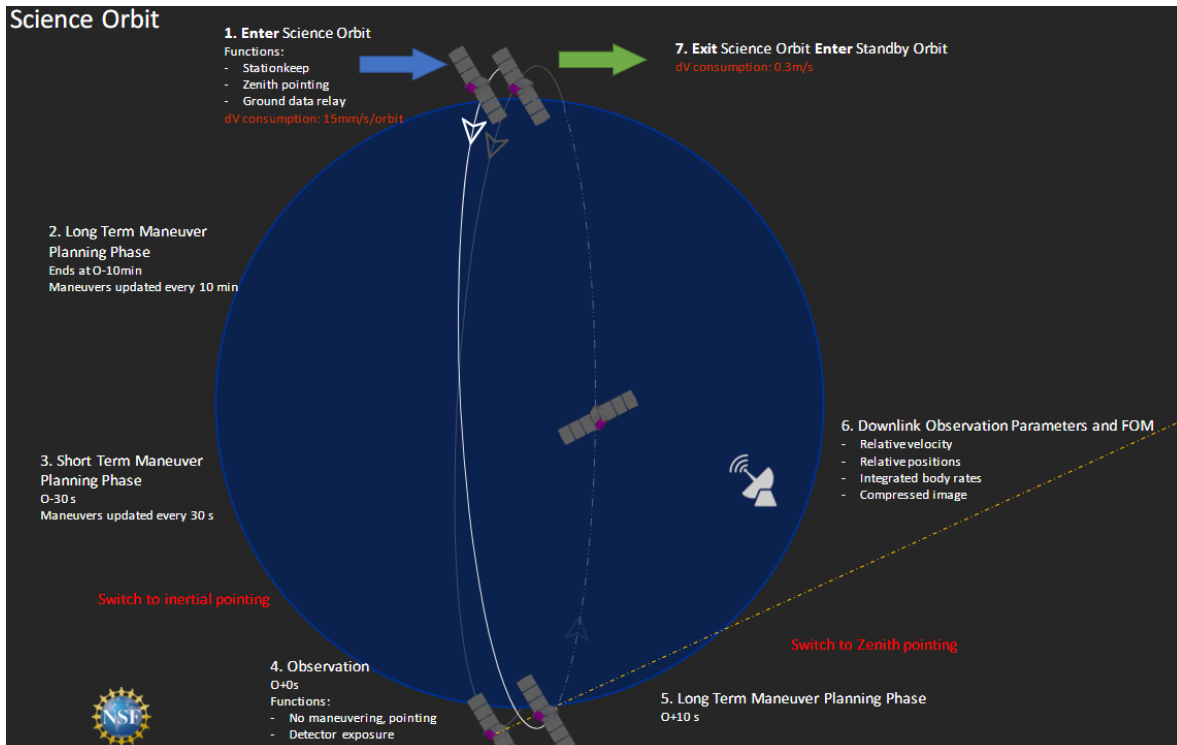 Science Orbit
1. Enter Science Orbit
Functions:
- Stationkeep
- Zenith pointing
- Ground data relay
dV consumption: 15mm/s/orbit
7. Exit Science Orbit Enter Standby Orbit
dV consumption: 0.3m/s
2. Long Term Maneuver
Planning Phase
Ends at O-10min
Maneuvers updated every 10 min
3. Short Term Maneuver
Planning Phase
O-30 s
Maneuvers updated every 30 s
6. Downlink Observation Parameters and FOM
- Relative velocity
- Relative positions
- Integrated body rates
- Compressed image
Switch to inertial pointing
Switch to Zenith pointing
4. Observation
O+0s
Functions:
- No maneuvering, pointing
- Detector exposure
5. Long Term Maneuver Planning Phase
O+10 s
NSF